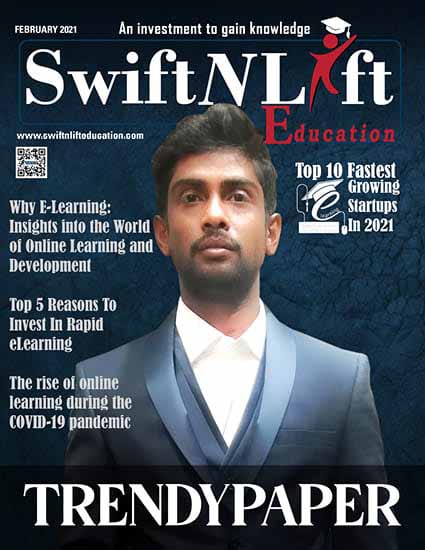 FEBRUARY 2021
An investment to gain knowledge
SwiftNLift
Education
www.swiftnlifteducation.com
Top 10 Fastest
Growing
Startups
In 2021
e
Why E-Learning:
Insights into the World
of Online Learning and
Development
Top 5 Reasons To
Invest In Rapid
eLearning
The rise of online
learning during the
COVID-19 pandemic
TRENDYPAPER